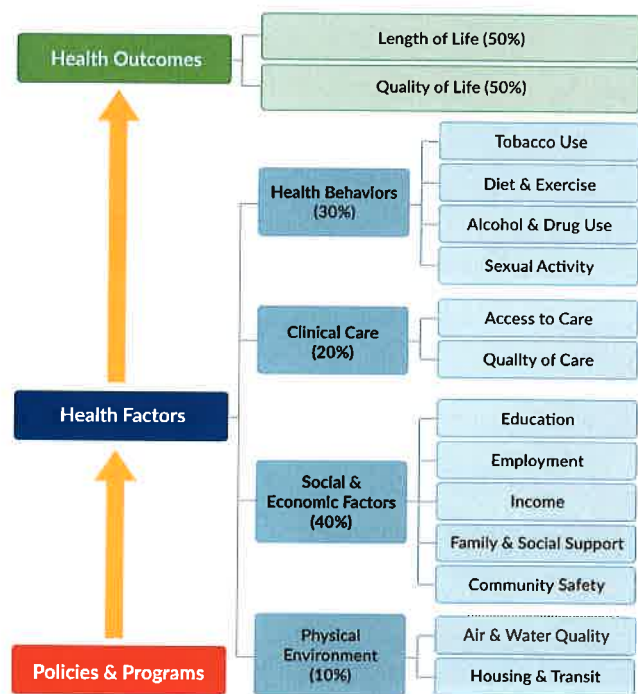 Health Outcomes
Length of Life (50%)
Quality of Life (50%)
Health Behaviors
(30%)
Tobacco Use
Diet & Exercise
Alcohol & Drug Use
Sexual Activity
Clinical Care
(20%)
Access to Care
Quality of Care
Health Factors
Social &
Economic Factors
(40%)
Education
Employment
Income
Family & Social Support
Community Safety
Physical
Environment
(10%)
Air & Water Quality
Housing & Transit
Policies & Programs